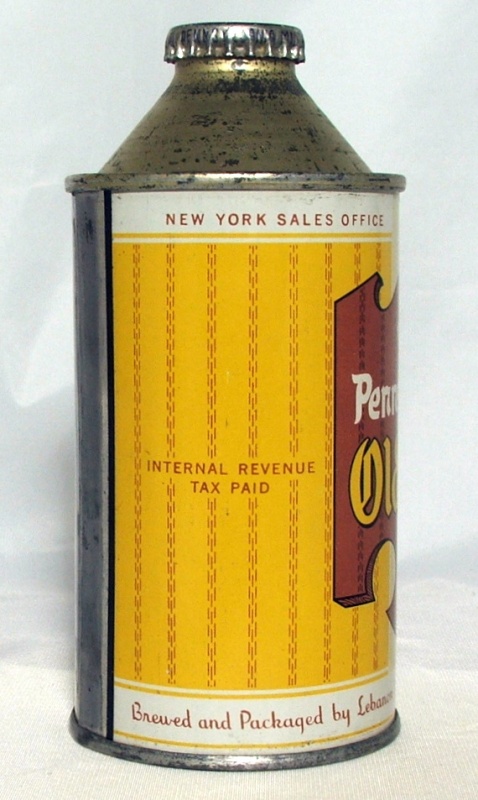 NEW YORK SALES OFFICE
INTERNAL REVENUE
TAX PAID
Penn
Ol
Brewed and Packaged by Lebanon